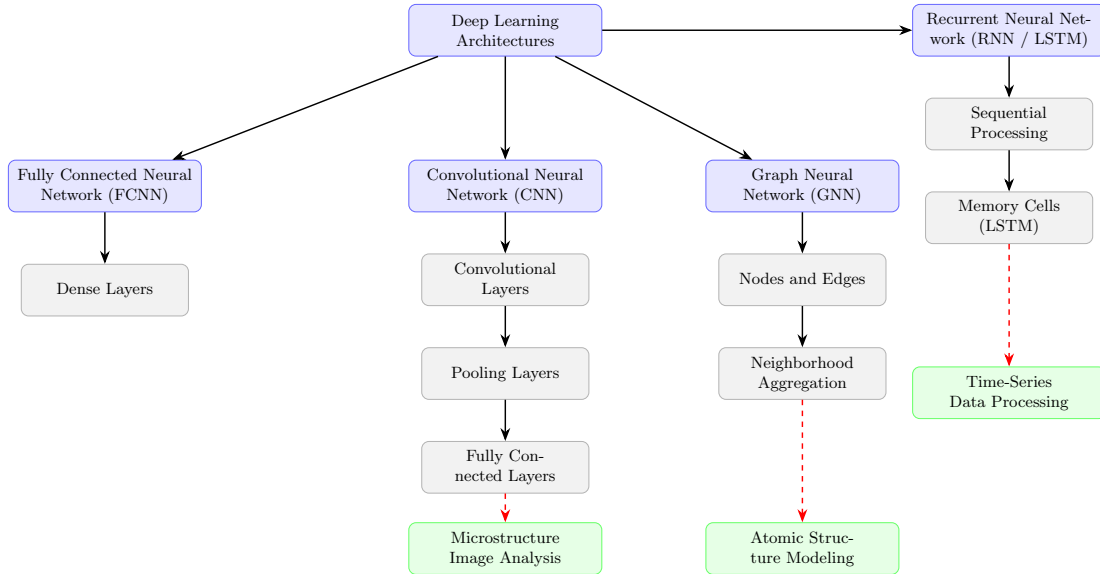 Deep Learning
Architectures
Recurrent Neural Net-
work (RNN / LSTM)
Sequential
Processing
Fully Connected Neural
Network (FCNN)
Convolutional Neural
Network (CNN)
Graph Neural
Network (GNN)
Memory Cells
(LSTM)
Dense Layers
Convolutional
Layers
Nodes and Edges
Pooling Layers
Neighborhood
Aggregation
Time-Series
Data Processing
Fully Con-
nected Layers
Microstructure
Image Analysis
Atomic Struc-
ture Modeling